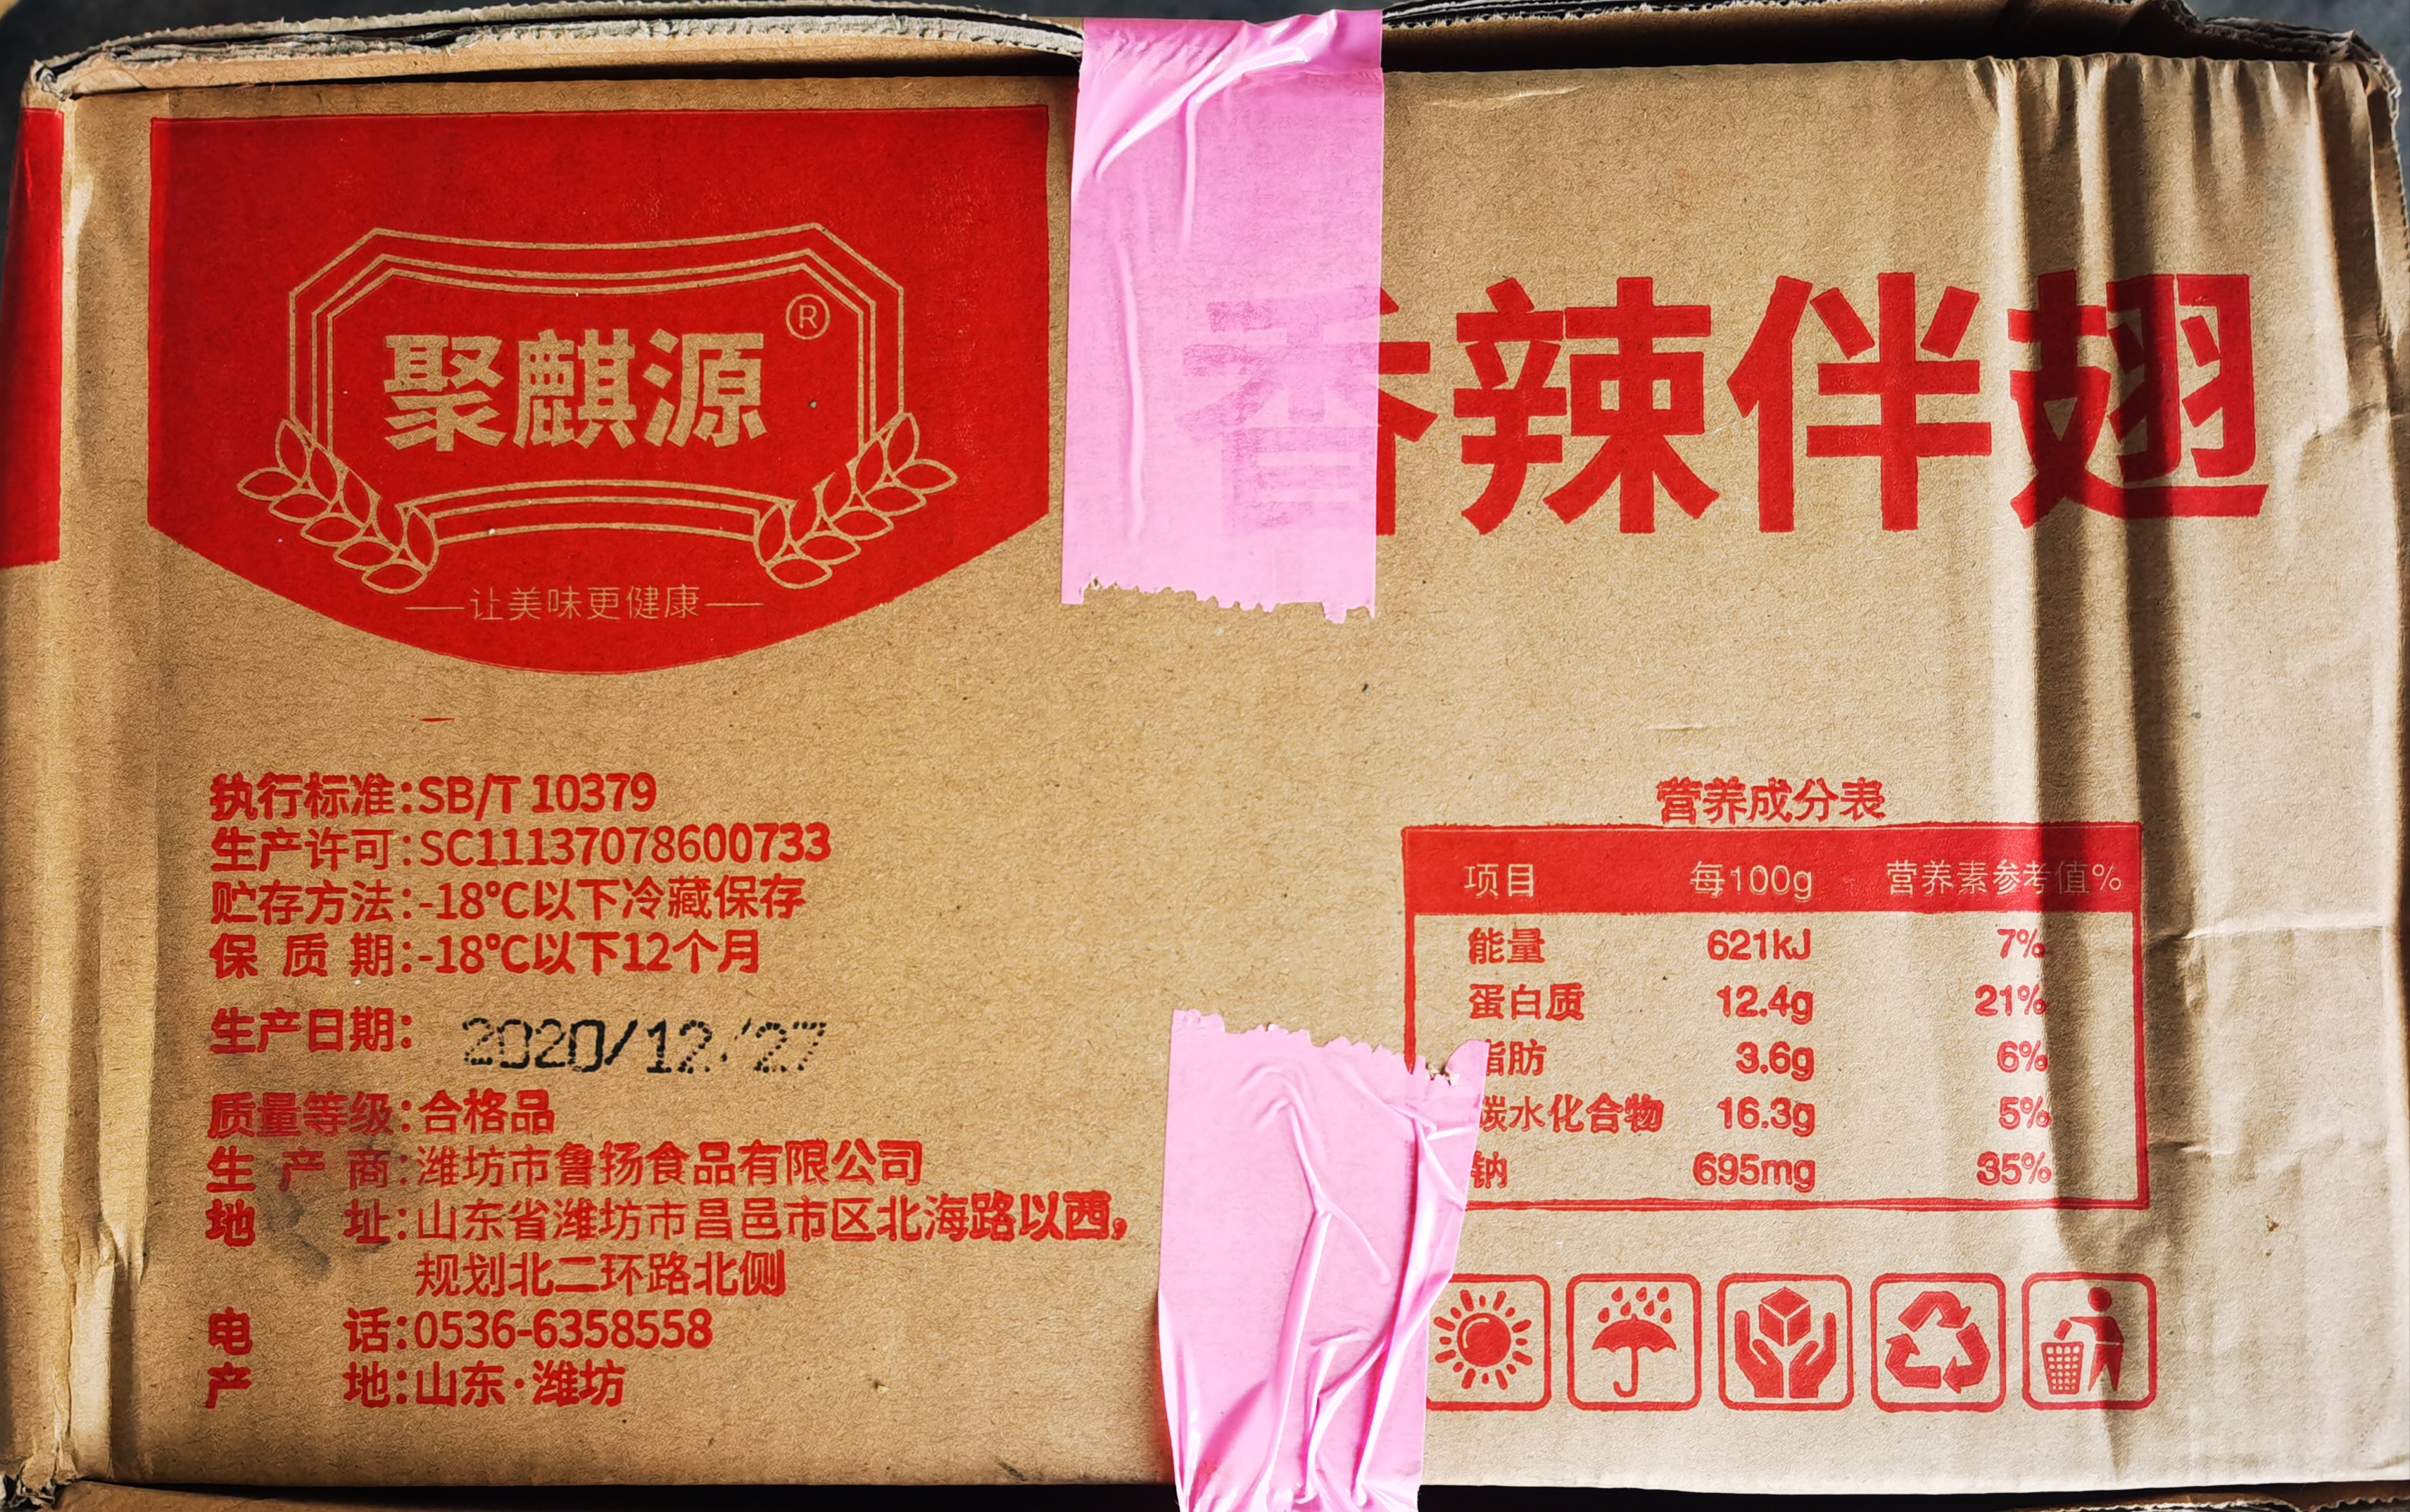 聚麒源®
让美味更健康
香辣伴翅
执行标准:SB/T 10379
生产许可:SC11137078600733
贮存方法:-18℃以下冷藏保存
保质期:-18℃以下12个月
生产日期: 2020/12/27
质量等级:合格品
生产商:潍坊市鲁扬食品有限公司
地址:山东省潍坊市昌邑市区北海路以西,
规划北二环路北侧
电话:0536-6358558
产地:山东·潍坊
营养成分表
项目 每100g 营养素参考值%
能量 621kJ 7%
蛋白质 12.4g 21%
脂肪 3.6g 6%
碳水化合物 16.3g 5%
钠 695mg 35%